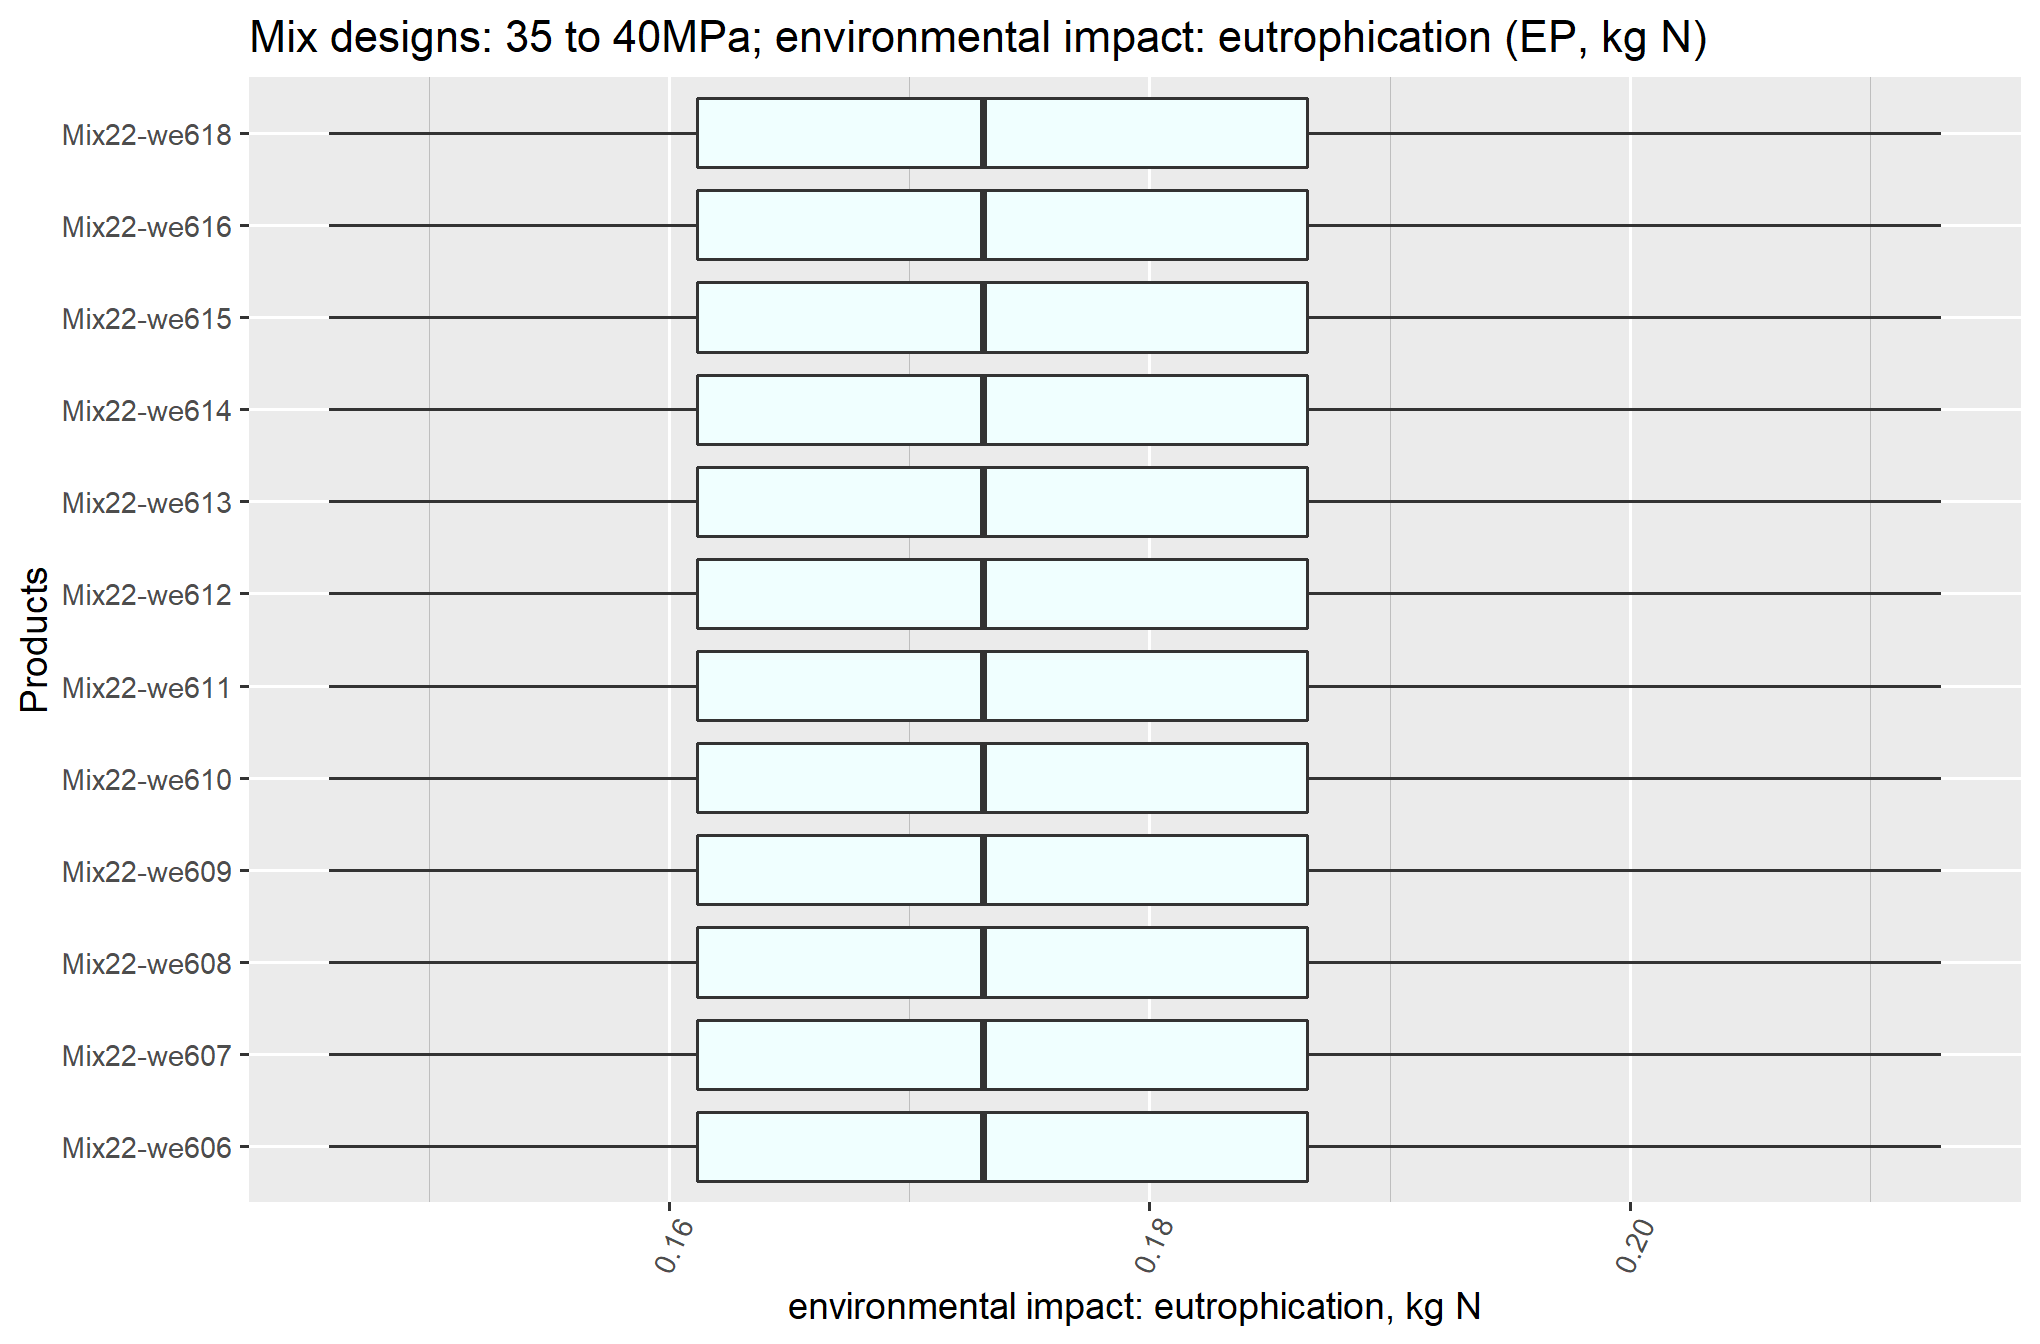 Mix designs: 35 to 40MPa; environmental impact: eutrophication (EP, kg N)
Products
Mix22-we618
Mix22-we616
Mix22-we615
Mix22-we614
Mix22-we613
Mix22-we612
Mix22-we611
Mix22-we610
Mix22-we609
Mix22-we608
Mix22-we607
Mix22-we606
0.16
0.18
0.20
environmental impact: eutrophication, kg N